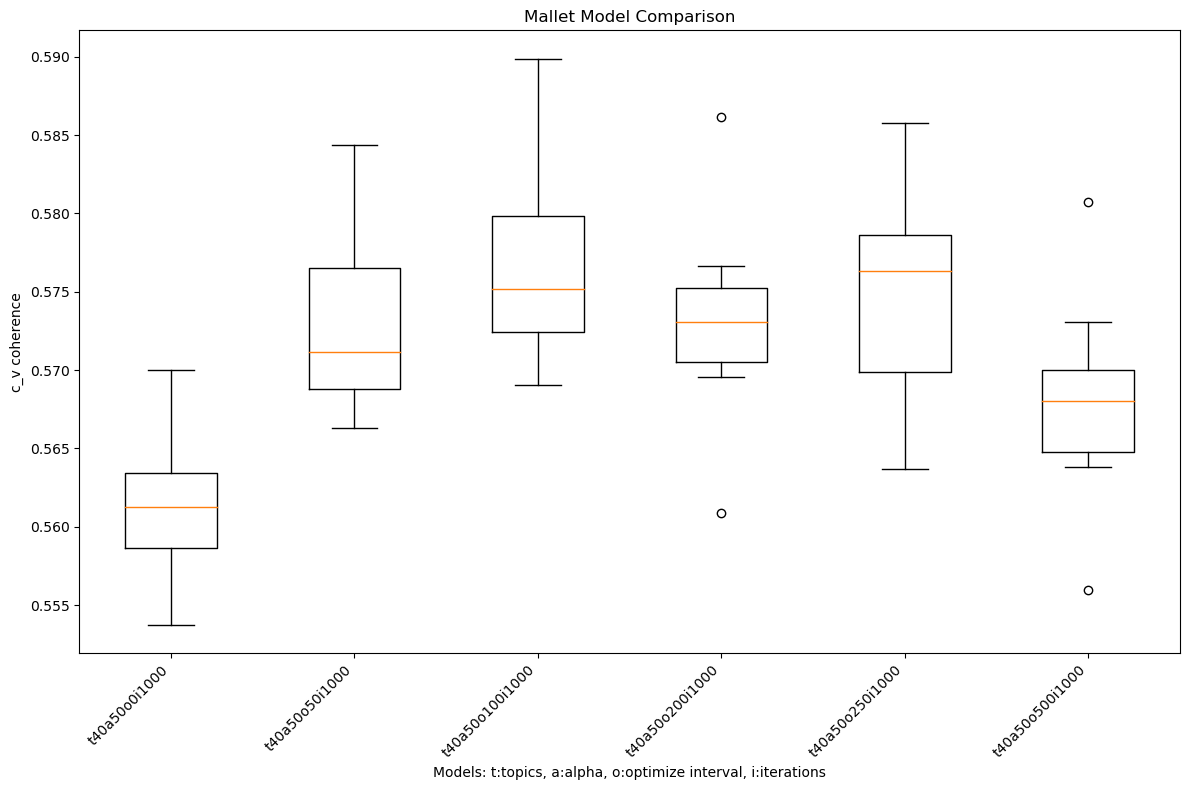 Mallet Model Comparison
c_v coherence
0.590
0.585
0.580
0.575
0.570
0.565
0.560
0.555
t40a50o0i1000
t40a50o50i1000
t40a50o100i1000
t40a50o200i1000
t40a50o250i1000
t40a50o500i1000
Models: t:topics, a:alpha, o:optimize interval, i:iterations